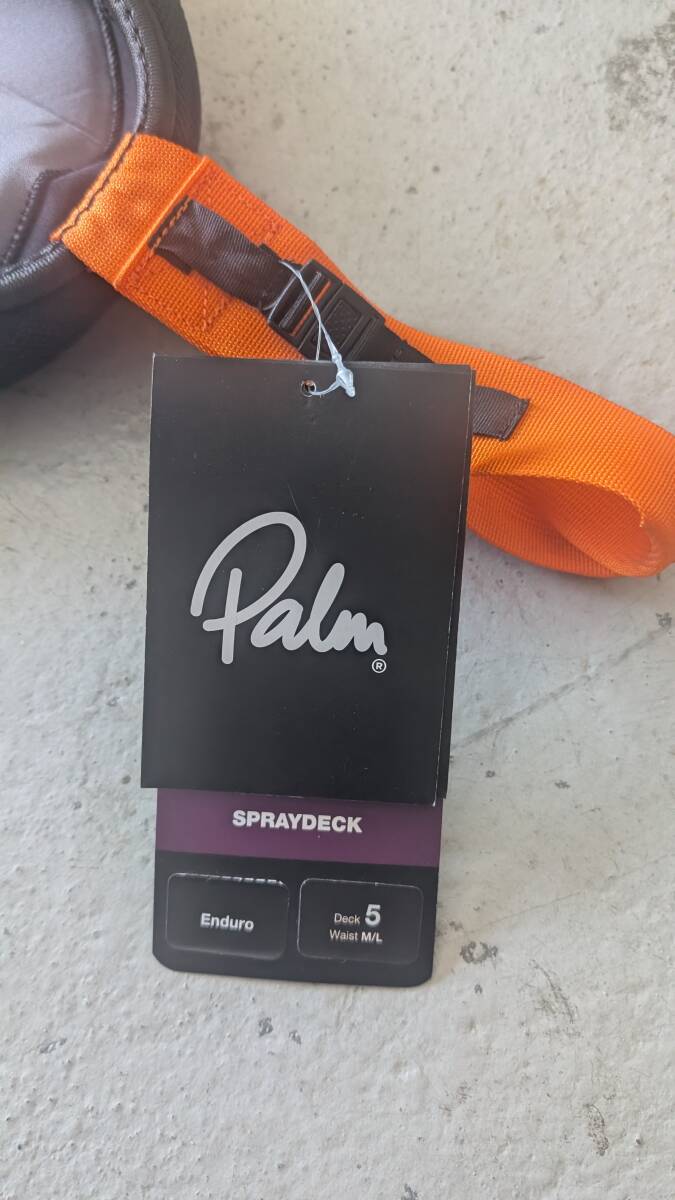 Palm
®
SPRAYDECK
Enduro
Deck 5
Waist M/L